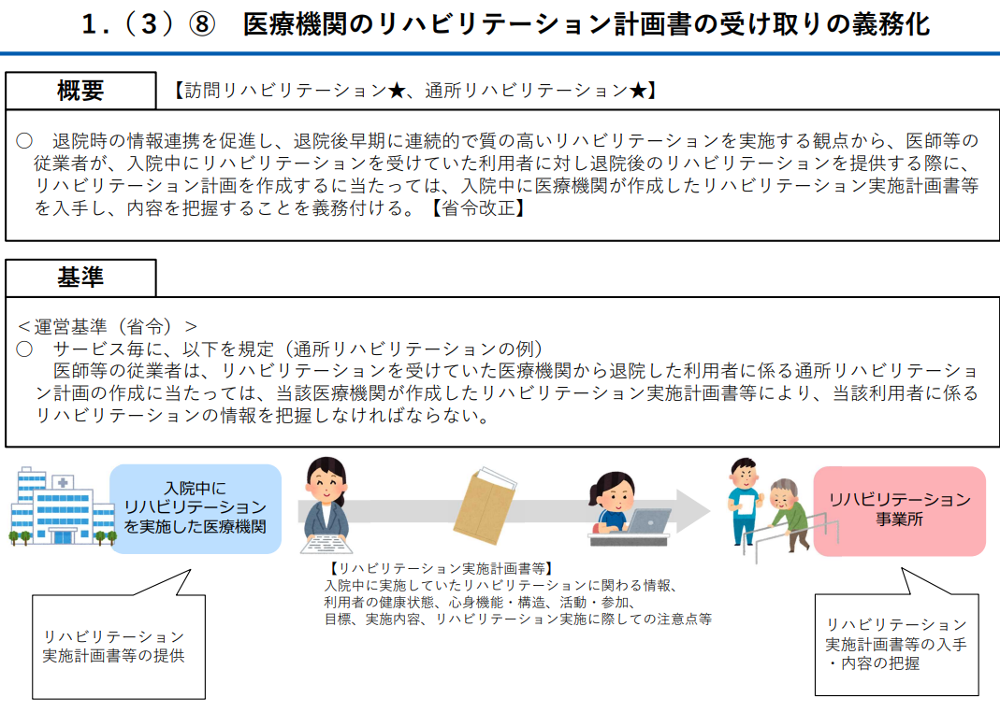 １.（３）⑧　医療機関のリハビリテーション計画書の受け取りの義務化
概要
【訪問リハビリテーション★、通所リハビリテーション★】
○　退院時の情報連携を促進し、退院後早期に連続的で質の高いリハビリテーションを実施する観点から、医師等の
従業者が、入院中にリハビリテーションを受けていた利用者に対し退院後のリハビリテーションを提供する際に、
リハビリテーション計画を作成するに当たっては、入院中に医療機関が作成したリハビリテーション実施計画書等
を入手し、内容を把握することを義務付ける。【省令改正】
基準
＜運営基準（省令）＞
○　サービス毎に、以下を規定（通所リハビリテーションの例）
医師等の従業者は、リハビリテーションを受けていた医療機関から退院した利用者に係る通所リハビリテーショ
ン計画の作成に当たっては、当該医療機関が作成したリハビリテーション実施計画書等により、当該利用者に係る
リハビリテーションの情報を把握しなければならない。
入院中に
リハビリテーション
を実施した医療機関
リハビリテーション
事業所
【リハビリテーション実施計画書等】
入院中に実施していたリハビリテーションに関わる情報、
利用者の健康状態、心身機能・構造、活動・参加、
目標、実施内容、リハビリテーション実施に際しての注意点等
リハビリテーション
実施計画書等の提供
リハビリテーション
実施計画書等の入手
・内容の把握